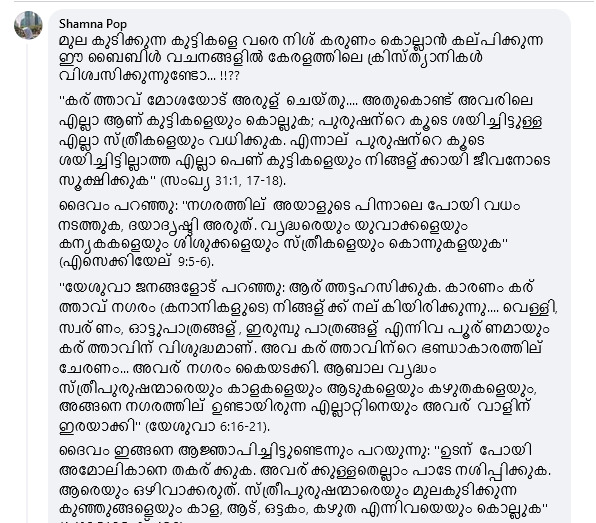 Shamna Pop
മുല കുടിക്കുന്ന കുട്ടികളെ വരെ നിശ് കരുണം കൊല്ലാൻ കല്പിക്കുന്ന
ഈ ബൈബിൾ വചനങ്ങളിൽ കേരളത്തിലെ ക്രിസ്ത്യാനികൾ
വിശ്വസിക്കുന്നുണ്ടോ... !!??
"കര്‍ത്താവ് മോശയോട് അരുള് ചെയ്തു.... അതുകൊണ്ട് അവരിലെ
എല്ലാ ആണ് കുട്ടികളെയും കൊല്ലുക; പുരുഷന്റെ കൂടെ ശയിച്ചിട്ടുള്ള
എല്ലാ സ്ത്രീകളെയും വധിക്കുക. എന്നാല് പുരുഷന്റെ കൂടെ
ശയിച്ചിട്ടില്ലാത്ത എല്ലാ പെണ് കുട്ടികളെയും നിങ്ങള് ക്കായി ജീവനോടെ
സൂക്ഷിക്കുക" (സംഖ്യ 31:1, 17-18).
ദൈവം പറഞ്ഞു: "നഗരത്തില് അയാളുടെ പിന്നാലെ പോയി വധം
നടത്തുക, ദയാദൃഷ്ടി അരുത്. വൃദ്ധരെയും യുവാക്കളെയും
കന്യകകളെയും ശിശുക്കളെയും സ്ത്രീകളെയും കൊന്നുകളയുക"
(എസെക്കിയേല് 9:5-6).
"യേശുവാ ജനങ്ങളോട് പറഞ്ഞു: ആര് ത്തട്ടഹസിക്കുക. കാരണം കര്
ത്താവ് നഗരം (കനാനികളുടെ) നിങ്ങള് ക്ക് നല് കിയിരിക്കുന്നു.... വെള്ളി,
സ്വര് ണം, ഓട്ടുപാത്രങ്ങള് , ഇരുമ്പു പാത്രങ്ങള് എന്നിവ പൂര് ണമായും
കര് ത്താവിന് വിശുദ്ധമാണ്. അവ കര് ത്താവിന്റെ ഭണ്ഡാകാരത്തില്
ചേരണം... അവര് നഗരം കൈയടക്കി. ആബാല വൃദ്ധം
സ്ത്രീപുരുഷന്മാരെയും കാളകളെയും ആടുകളെയും കഴുതകളെയും,
അങ്ങനെ നഗരത്തില് ഉണ്ടായിരുന്ന എല്ലാറ്റിനെയും അവര് വാളിന്
ഇരയാക്കി" (യേശുവാ 6:16-21).
ദൈവം ഇങ്ങനെ ആജ്ഞാപിച്ചിട്ടുണ്ടെന്നും പറയുന്നു: "ഉടന് പോയി
അമോലികാനെ തകര് ക്കുക. അവര് ക്കുള്ളതെല്ലാം പാടേ നശിപ്പിക്കുക.
ആരെയും ഒഴിവാക്കരുത്. സ്ത്രീപുരുഷന്മാരെയും മുലകുടിക്കുന്ന
കുഞ്ഞുങ്ങളെയും കാള, ആട്, ഒട്ടകം, കഴുത എന്നിവയെയും കൊല്ലുക"